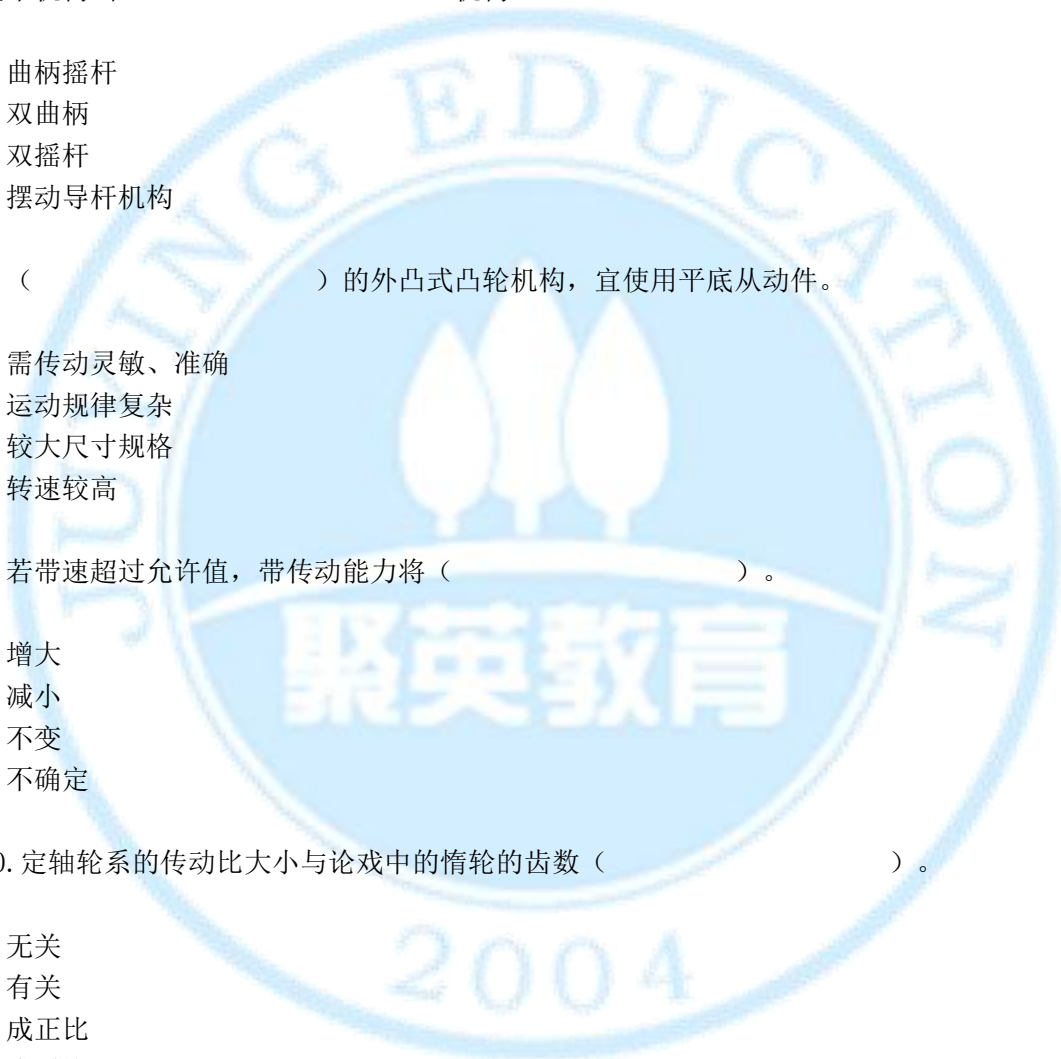 机构
曲柄摇杆
双曲柄
双摇杆
摆动导杆机构
（ ）的外凸式凸轮机构，宜使用平底从动件。
需传动灵敏、准确
运动规律复杂
较大尺寸规格
转速较高
若带速超过允许值，带传动能力将（ ）。
增大
减小
不变
不确定
0.定轴轮系的传动比大小与论戏中的惰轮的齿数（ ）。
无关
有关
成正比
JUYING EDUCATION
聚英教育
2004